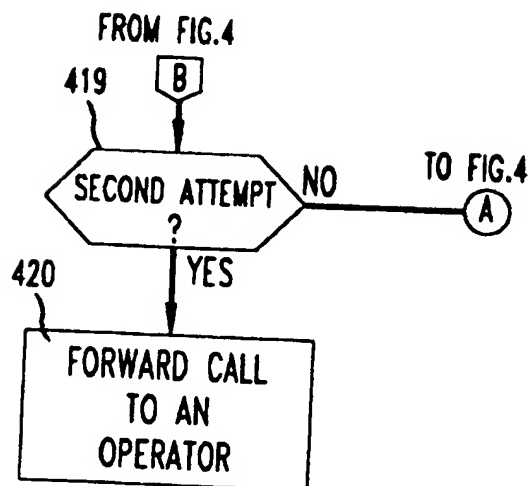 FROM FIG.4
B
419
SECOND ATTEMPT
?
NO
TO FIG.4
A
YES
420
FORWARD CALL
TO AN
OPERATOR